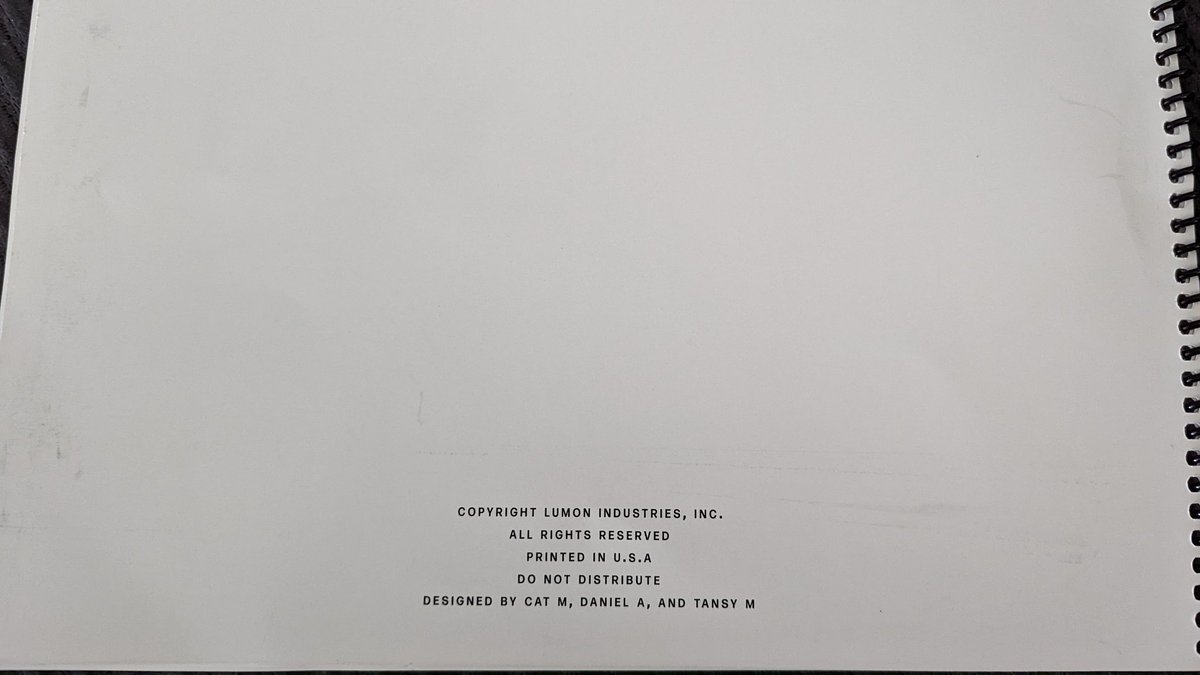 COPYRIGHT LUMON INDUSTRIES, INC.
ALL RIGHTS RESERVED
PRINTED IN U.S.A
DO NOT DISTRIBUTE
DESIGNED BY CAT M, DANIEL A, AND TANSY M